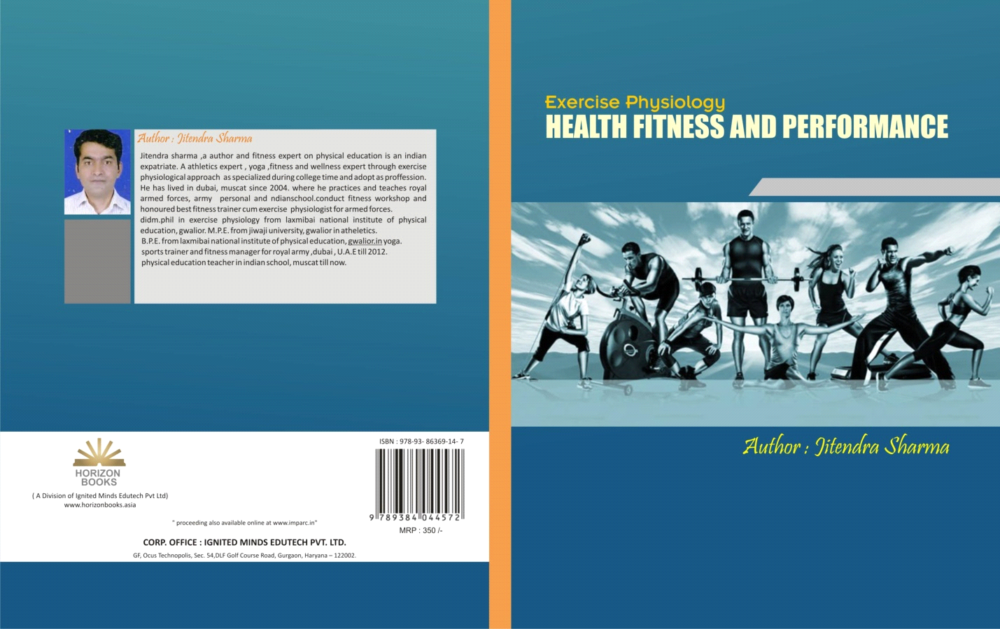 Author : Jitendra Sharma
Jitendra sharma ,a author and fitness expert on physical education is an indian
expatriate. A athletics expert , yoga ,fitness and wellness expert through exercise
physiological approach as specialized during college time and adopt as proffession.
He has lived in dubai, muscat since 2004. where he practices and teaches royal
armed forces, army personal and ndianschool.conduct fitness workshop and
honoured best fitness trainer cum exercise physiologist for armed forces.
didm.phil in exercise physiology from laxmibai national institute of physical
education, gwalior. M.P.E. from jiwaji university, gwalior in atheletics.
B.P.E. from laxmibai national institute of physical education, gwalior.in yoga.
sports trainer and fitness manager for royal army ,dubai , U.A.E till 2012.
physical education teacher in indian school, muscat till now.
HORIZON
BOOKS
( A Division of Ignited Minds Edutech Pvt Ltd)
www.horizonbooks.asia
ISBN : 978-93- 86369-14- 7
9 789384 044572
MRP : 350 /-
" proceeding also available online at www.imparc.in"
CORP. OFFICE : IGNITED MINDS EDUTECH PVT. LTD.
GF, Ocus Technopolis, Sec. 54,DLF Golf Course Road, Gurgaon, Haryana – 122002.
Exercise Physiology
HEALTH FITNESS AND PERFORMANCE
Author : Jitendra Sharma